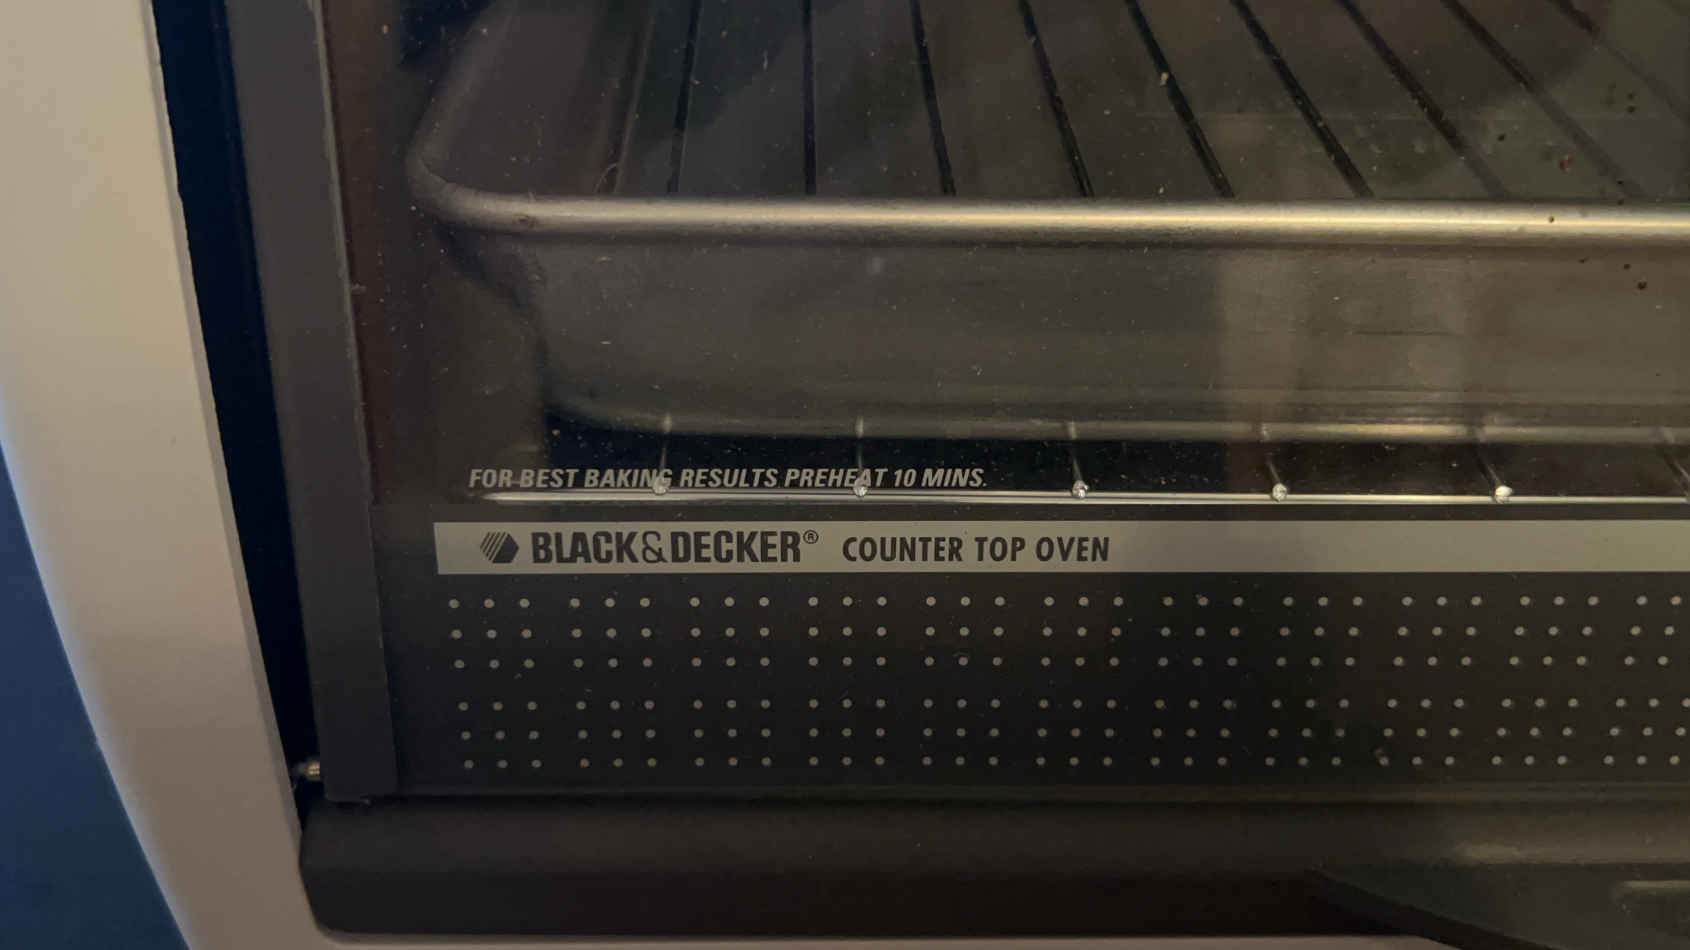 FOR BEST BAKING RESULTS PREHEAT 10 MINS.
BLACK&DECKER® COUNTER TOP OVEN